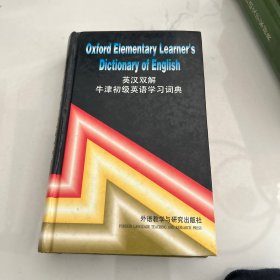 Oxford Elementary Learner's
Dictionary of English
英汉双解
牛津初级英语学习词典
外语教学与研究出版社
FOREIGN LANGUAGE TEACHING AND RESEARCH PRESS